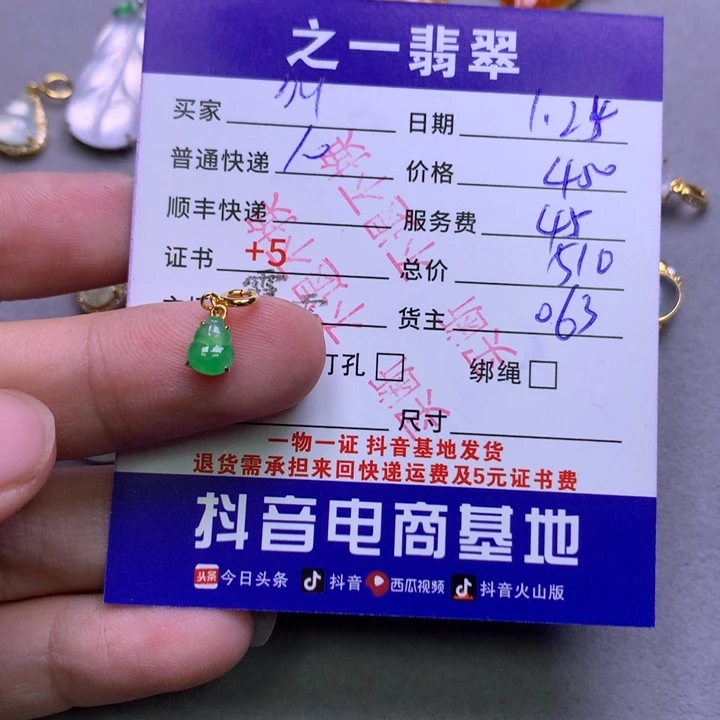 之一翡翠
买家 日期 1.24
普通快递 10 价格 450
顺丰快递 服务费 45
证书 +5 总价 510
货主 063
打孔 绑绳
尺寸
一物一证 抖音基地发货
退货需承担来回快递运费及5元证书费
抖音电商基地
头条 今日头条 抖音 西瓜视频 抖音火山版